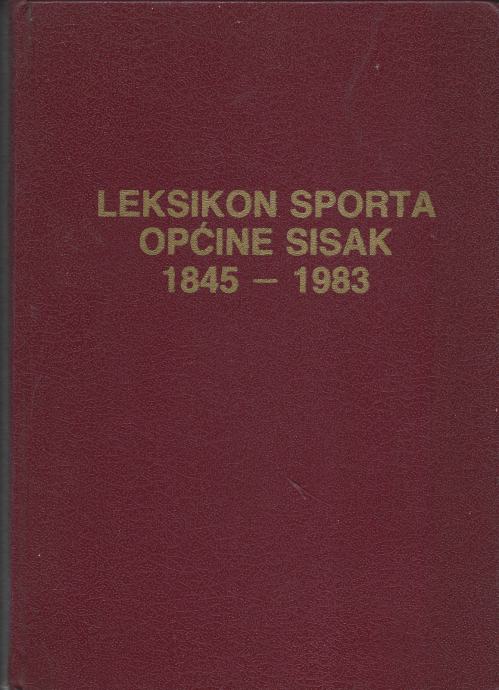 LEKSIKON SPORTA
OPĆINE SISAK
1845 — 1983